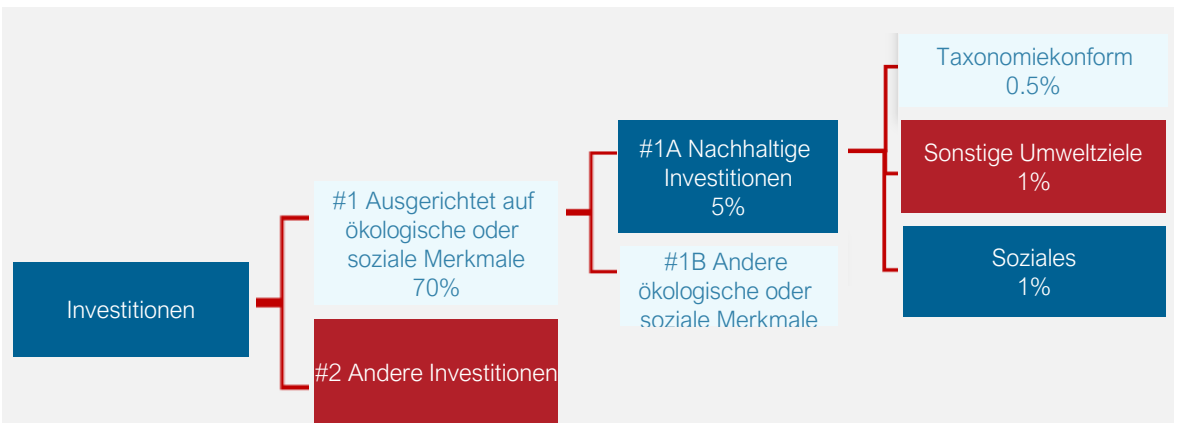 Investitionen
#1 Ausgerichtet auf
ökologische oder
soziale Merkmale
70%
#2 Andere Investitionen
#1A Nachhaltige
Investitionen
5%
#1B Andere
ökologische oder
soziale Merkmale
Taxonomiekonform
0.5%
Sonstige Umweltziele
1%
Soziales
1%